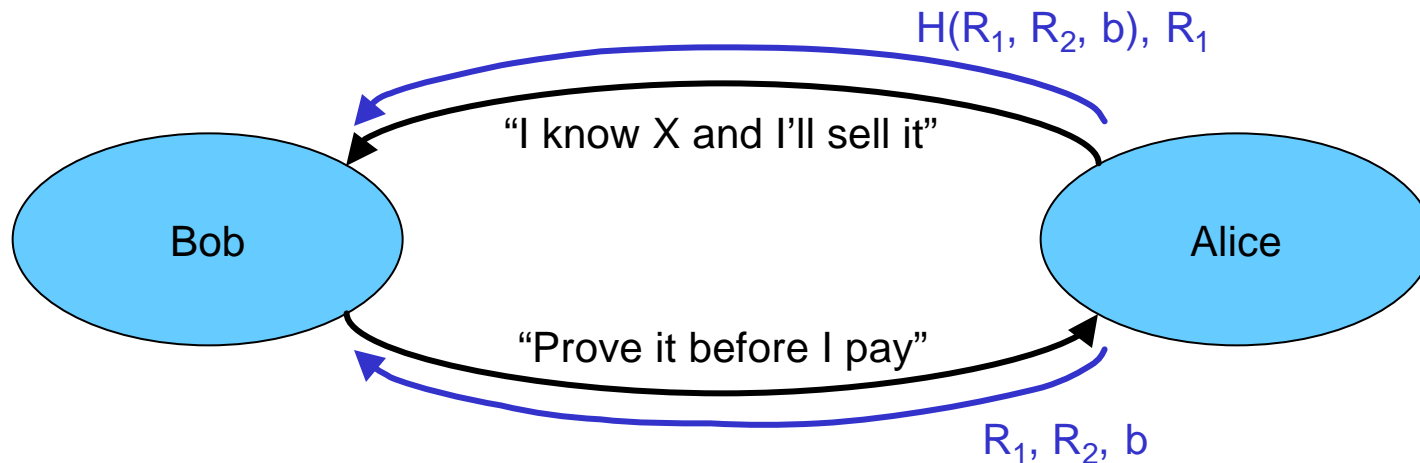 H(R₁, R₂, b), R₁
“I know X and I’ll sell it”
Bob
Alice
“Prove it before I pay”
R₁, R₂, b